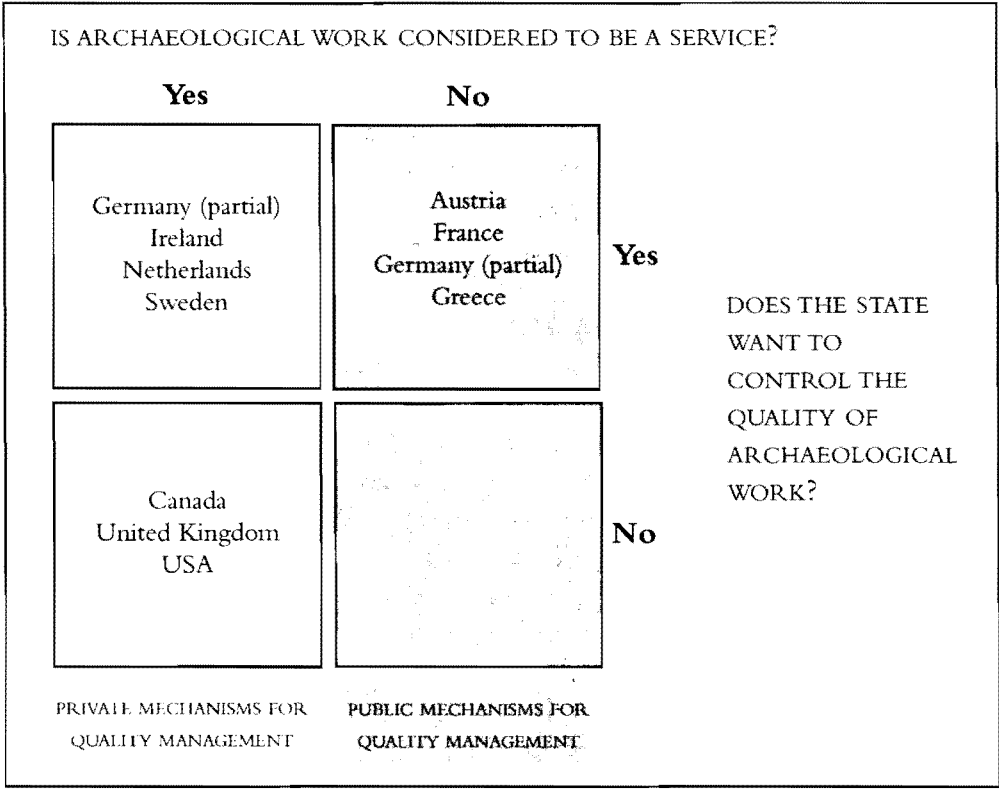 IS ARCHAEOLOGICAL WORK CONSIDERED TO BE A SERVICE?
Yes
No
Germany (partial)
Ireland
Netherlands
Sweden
Austria
France
Germany (partial)
Greece
Yes
DOES THE STATE
WANT TO
CONTROL THE
QUALITY OF
ARCHAEOLOGICAL
WORK?
Canada
United Kingdom
USA
No
PRIVATE MECHANISMS FOR
QUALITY MANAGEMENT
PUBLIC MECHANISMS FOR
QUALITY MANAGEMENT